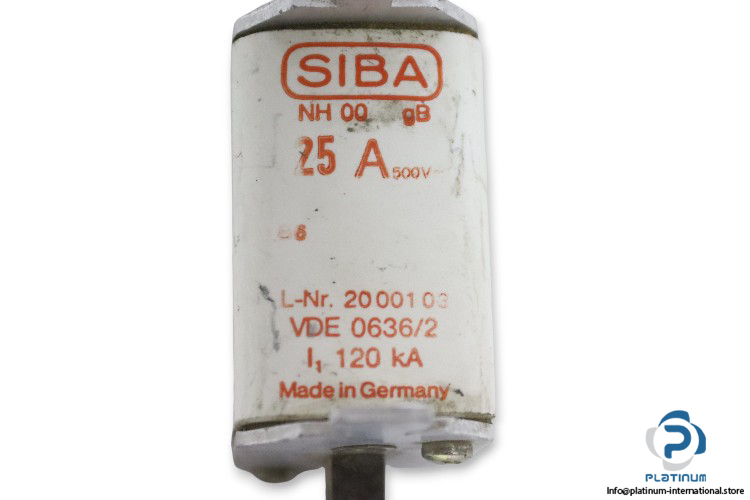 SIBA
NH 00 gB
25 A 500V
L-Nr. 20 001 03
VDE 0636/2
I1 120 kA
Made in Germany
PLATINUM
Info@platinum-international.store